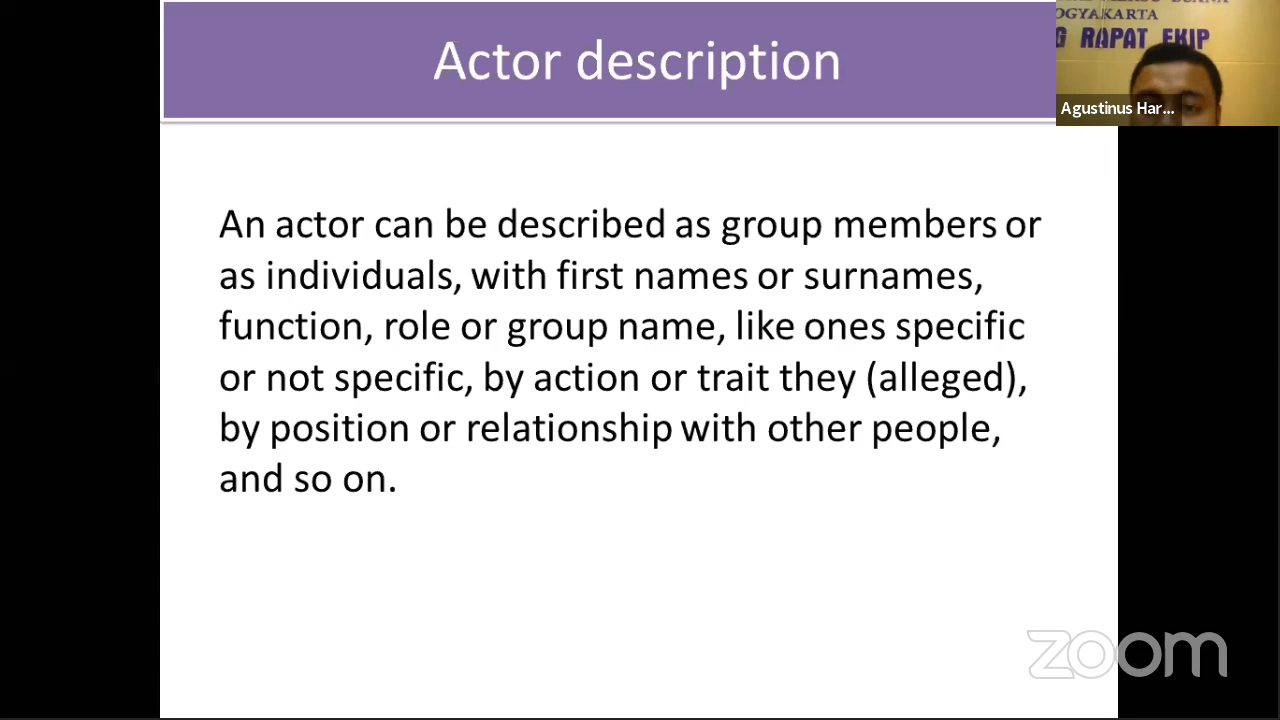 Actor description
OGYAKARTA
G RAPAT FKIP
Agustinus Har...
An actor can be described as group members or
as individuals, with first names or surnames,
function, role or group name, like ones specific
or not specific, by action or trait they (alleged),
by position or relationship with other people,
and so on.
zoom